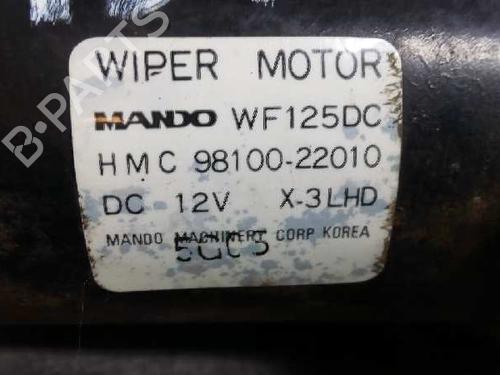 B-PARTS
WIPER MOTOR
MANDO WF125DC
HMC 98100-22010
DC 12V X-3LHD
MANDO MACHINERY CORP KOREA